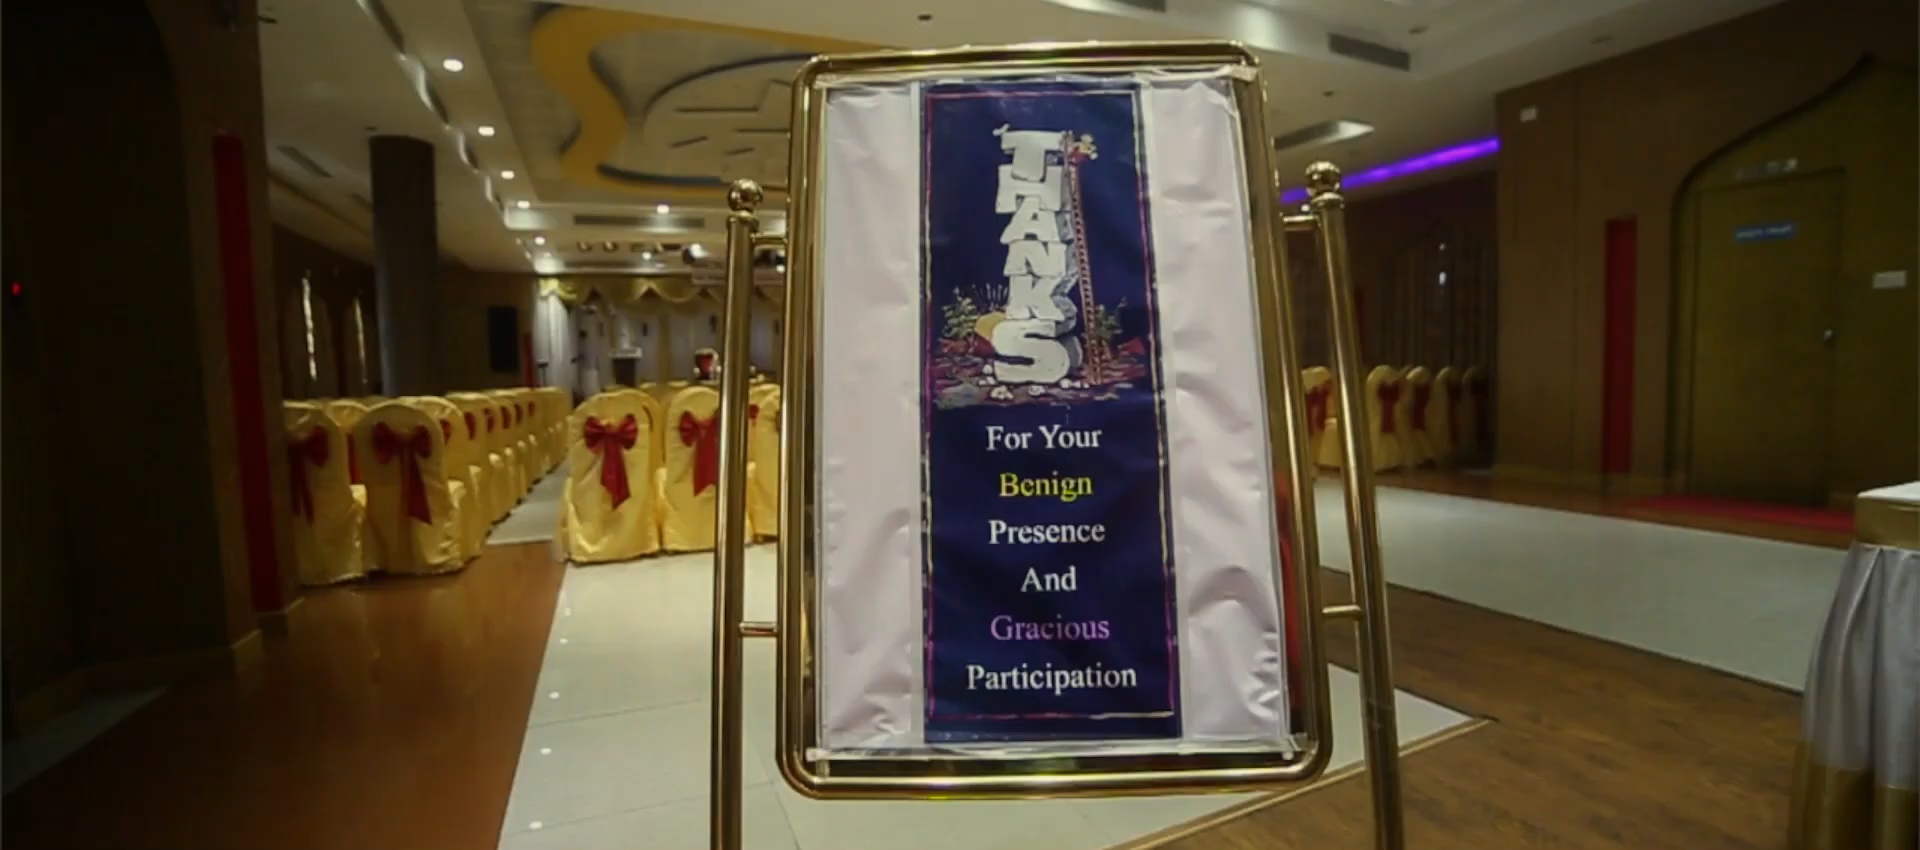 THANKS
For Your
Benign
Presence
And
Gracious
Participation